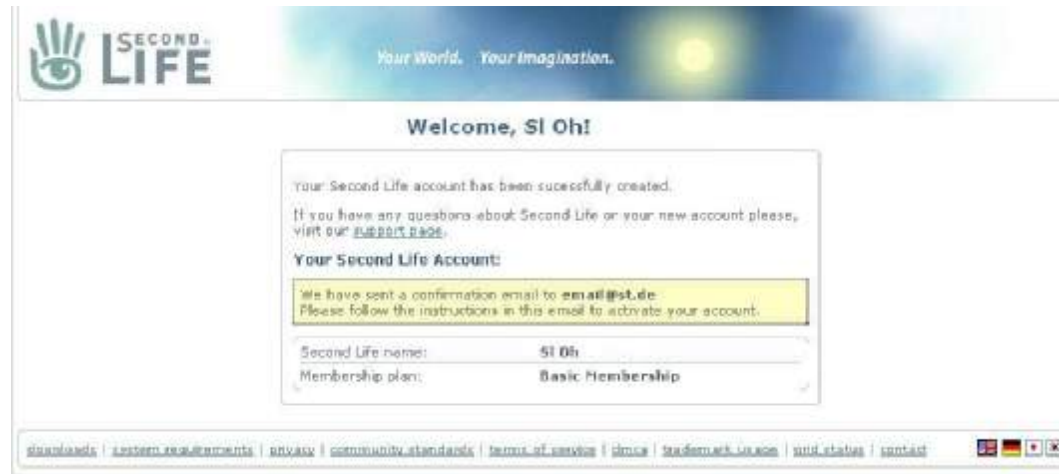 SECOND
LIFE
Your World. Your Imagination.
Welcome, Sl Oh!
Your Second Life account has been sucessfully created.
If you have any questions about Second Life or your new account please,
visit our support page.
Your Second Life Account:
We have sent a confirmation email to email@st.de
Please follow the instructions in this email to activate your account.
Second Life name: Sl Oh
Membership plan: Basic Membership
downloads | system requirements | privacy | community standards | terms of service | dmca | trademark usage | grid status | contact